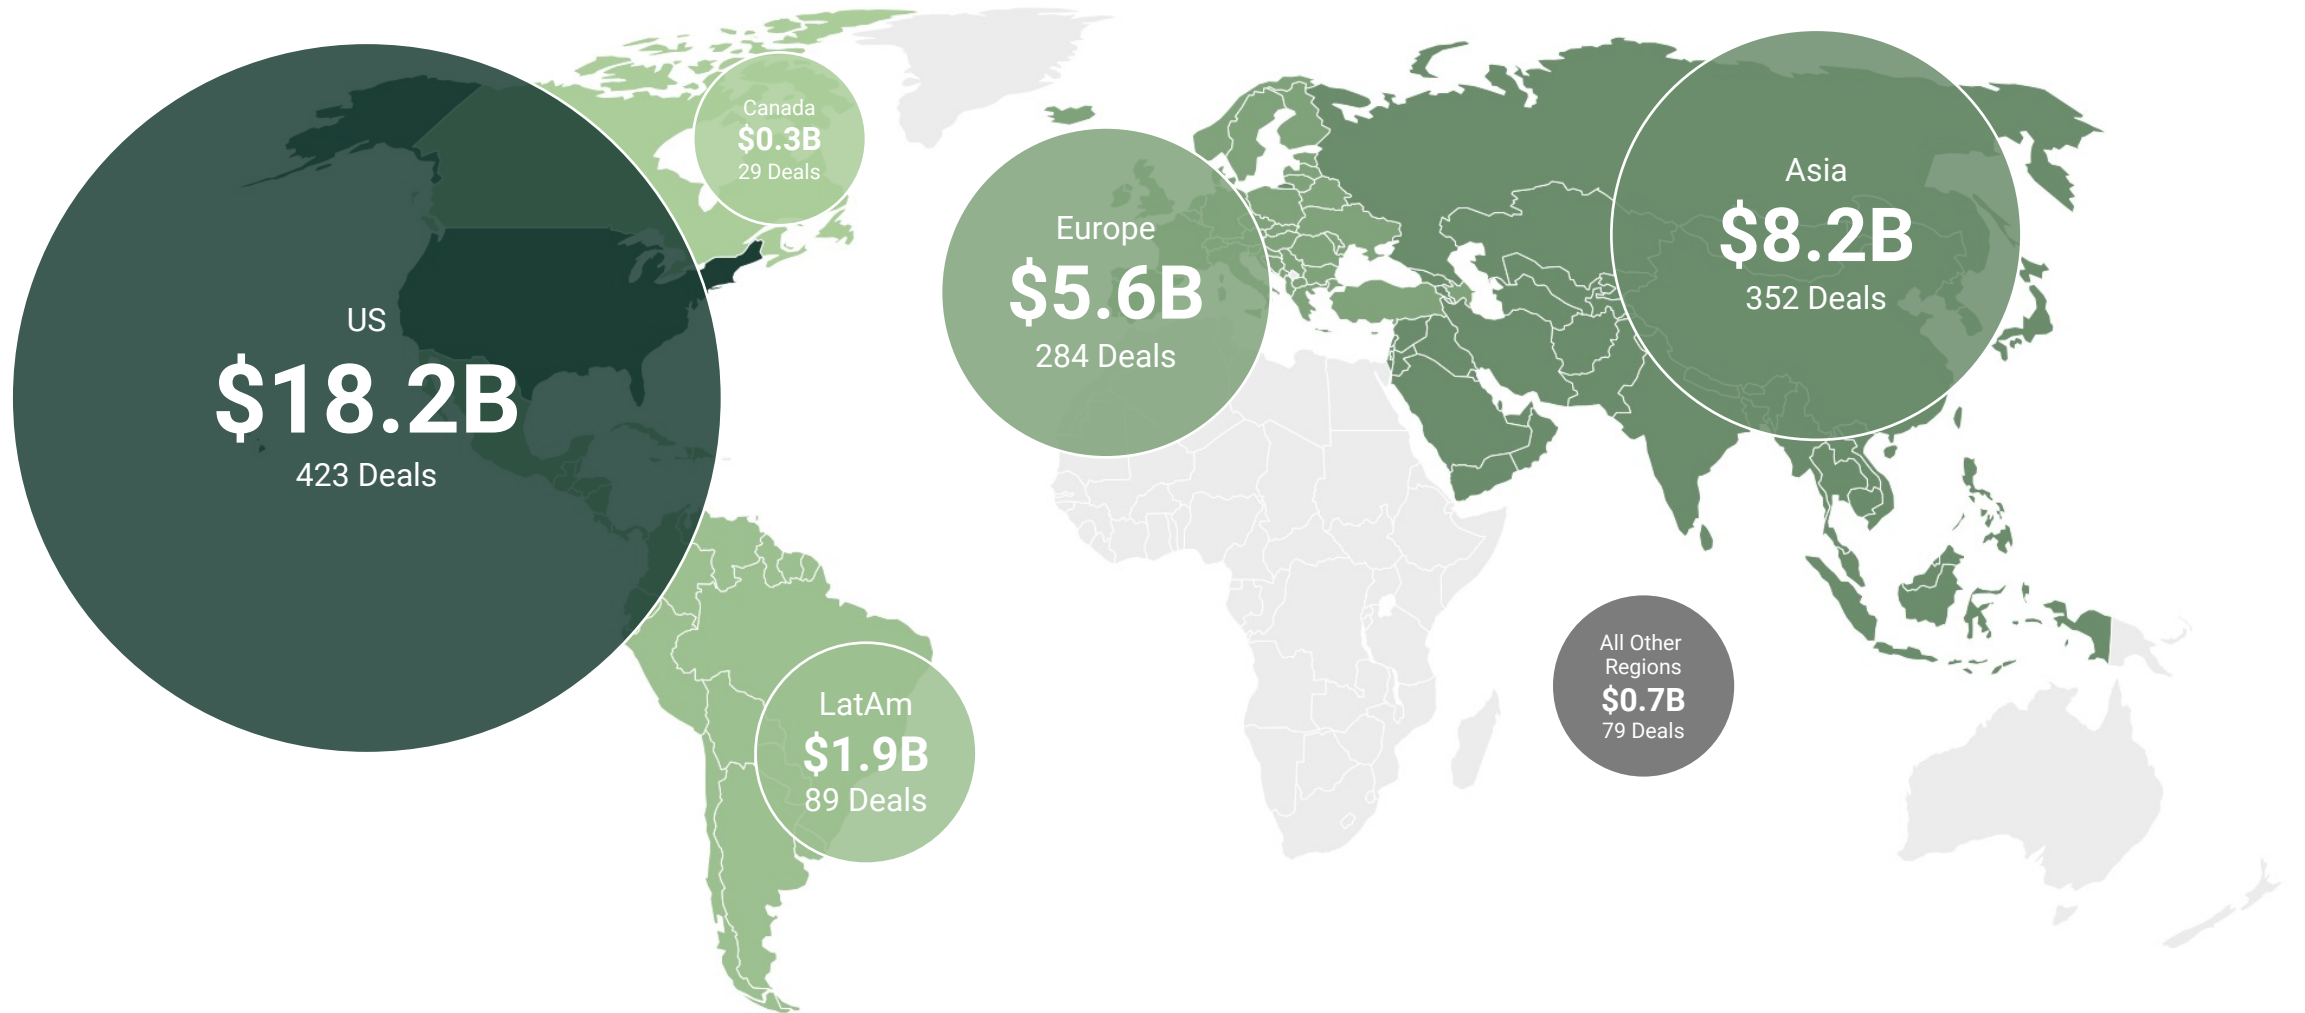 US
$18.2B
423 Deals
Canada
$0.3B
29 Deals
LatAm
$1.9B
89 Deals
Europe
$5.6B
284 Deals
Asia
$8.2B
352 Deals
All Other
Regions
$0.7B
79 Deals